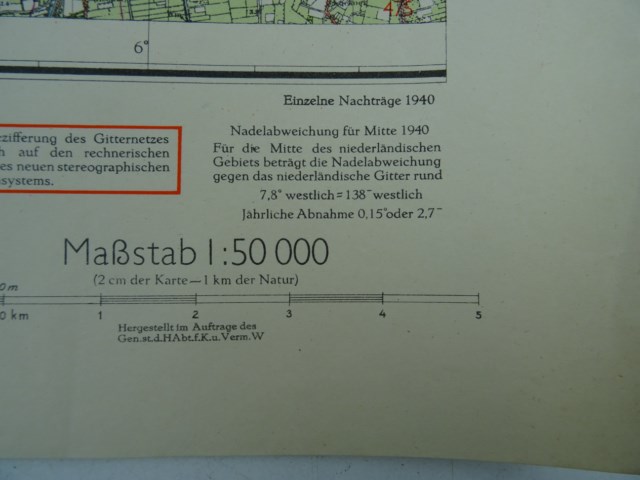 6°
Einzelne Nachträge 1940
Nadelabweichung für Mitte 1940
Für die Mitte des niederländischen
Gebiets beträgt die Nadelabweichung
gegen das niederländische Gitter rund
7,8° westlich = 138⁻ westlich
Jährliche Abnahme 0,15° oder 2,7⁻
zifferung des Gitternetzes
auf den rechnerischen
es neuen stereographischen
systems.
Maßstab 1:50 000
(2 cm der Karte — 1 km der Natur)
0m
0 km 1 2 3 4 5
Hergestellt im Auftrage des
Gen.st.d.HAbt.f.K.u.Verm.W